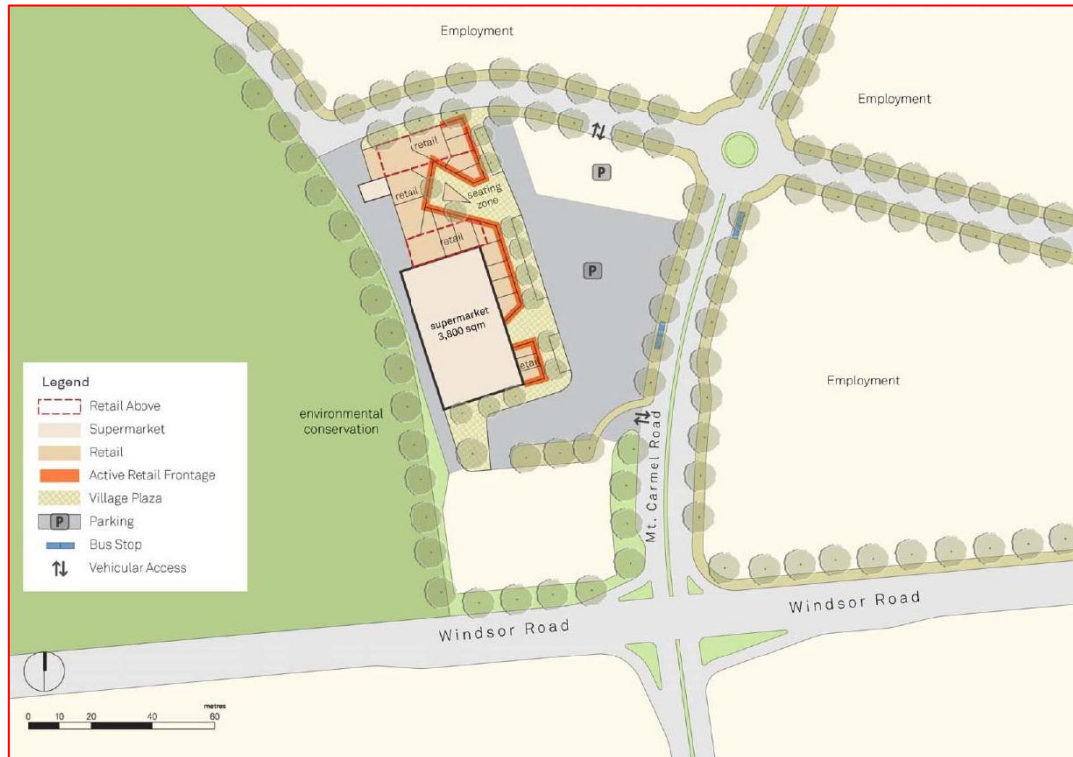 Employment
Employment
retail
P
retail
seating
zone
retail
P
supermarket
3,800 sqm
retail
Employment
environmental
conservation
Mt. Carmel Road
Windsor Road
Windsor Road
Legend
Retail Above
Supermarket
Retail
Active Retail Frontage
Village Plaza
P Parking
Bus Stop
Vehicular Access
metres
0 10 20 40 60